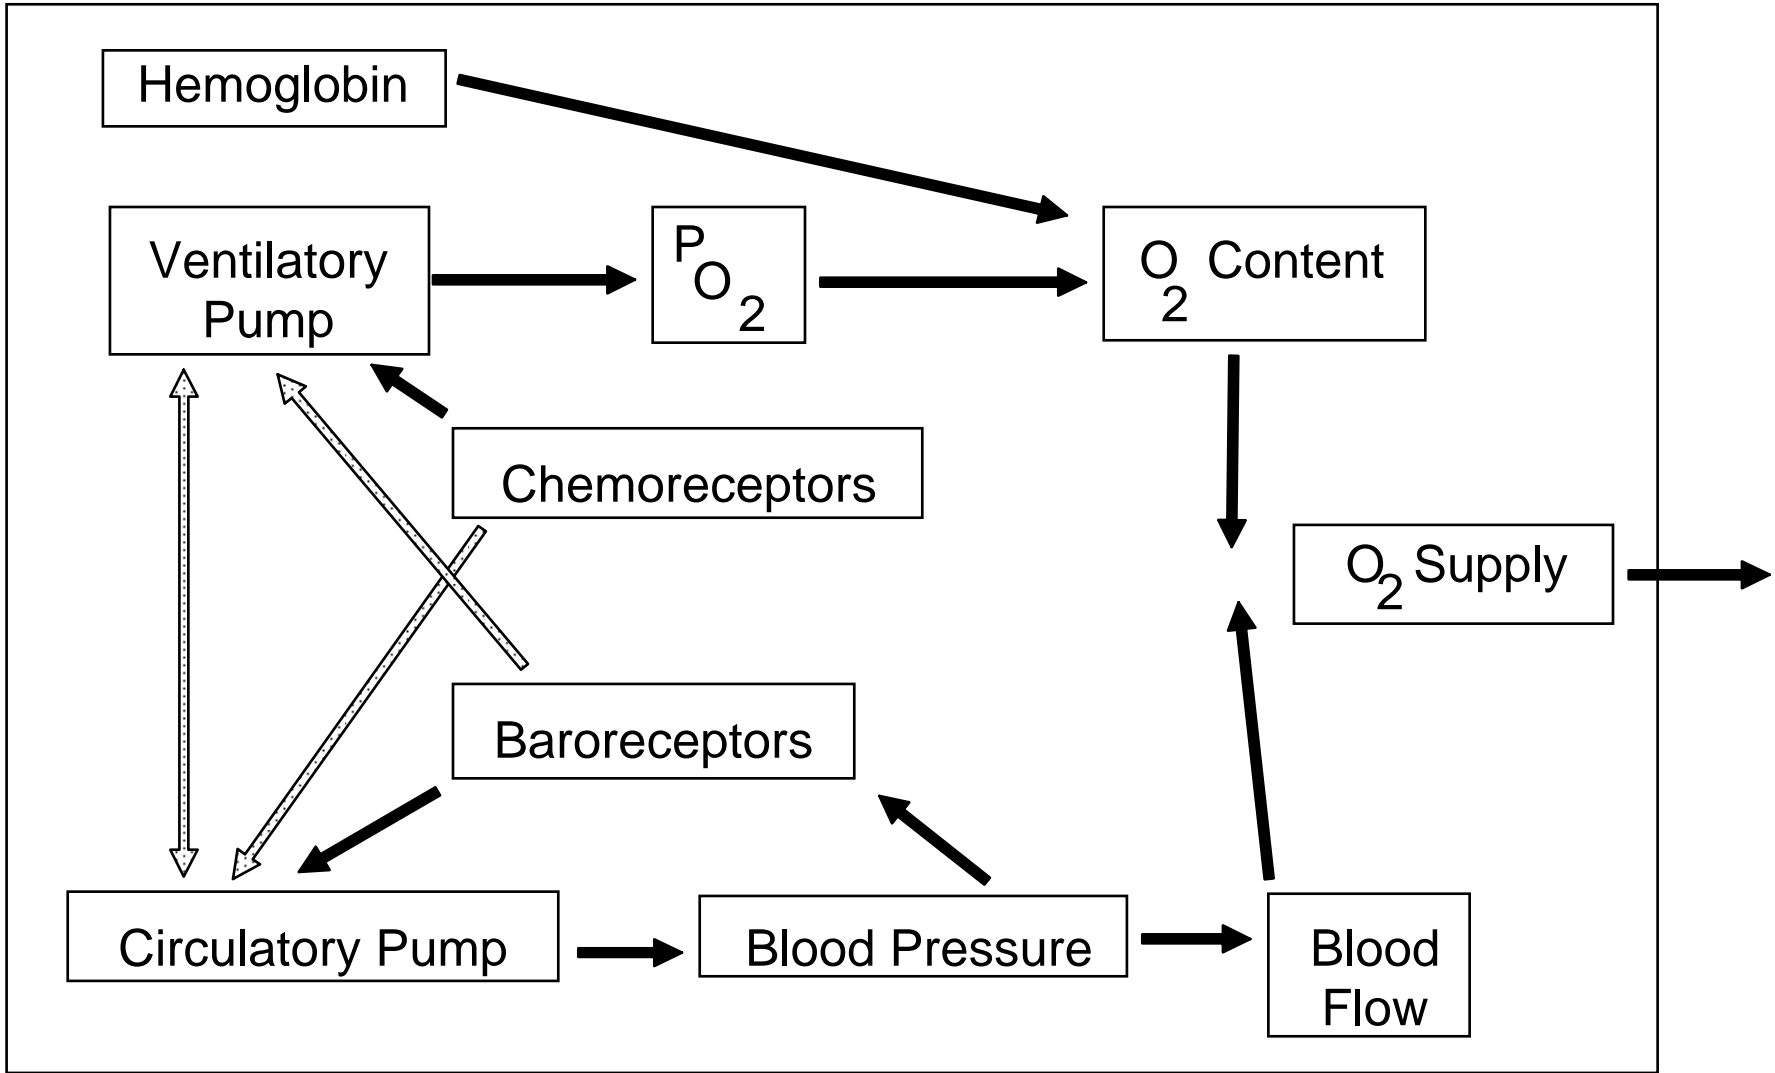 Hemoglobin
Ventilatory
Pump
PO2
O2 Content
Chemoreceptors
O2 Supply
Baroreceptors
Circulatory Pump
Blood Pressure
Blood
Flow